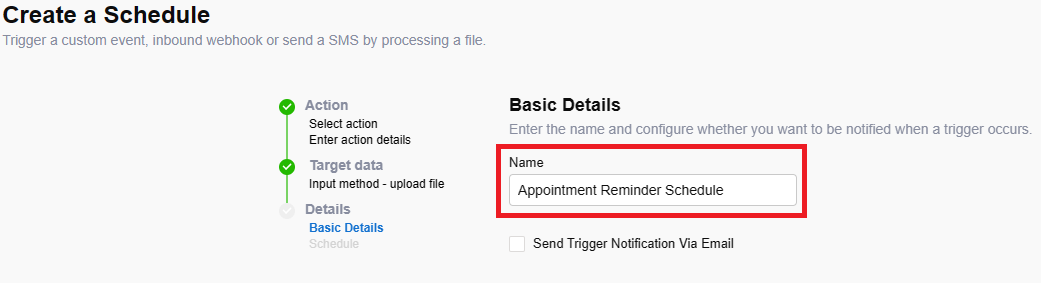 Create a Schedule
Trigger a custom event, inbound webhook or send a SMS by processing a file.
Action
Select action
Enter action details
Target data
Input method - upload file
Details
Basic Details
Schedule
Basic Details
Enter the name and configure whether you want to be notified when a trigger occurs.
Name
Appointment Reminder Schedule
Send Trigger Notification Via Email